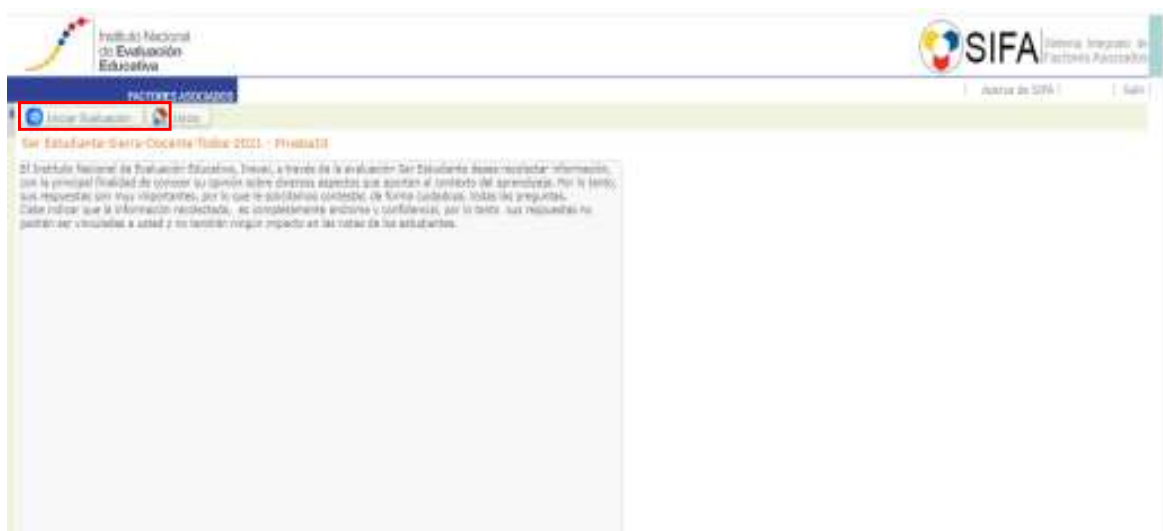 Instituto Nacional
de Evaluación
Educativa
SIFA
Sistema Integrado de
Factores Asociados
FACTORES ASOCIADOS
Acerca de SIFA
Salir
Iniciar Evaluación
Inicio
Ser Estudiante-Sierra-Docente-Todos 2021 -
El Instituto Nacional de Evaluación Educativa, Ineval, a través de la evaluación Ser Estudiante desea recolectar información,
con la principal finalidad de conocer su opinión sobre diversos aspectos que aportan al contexto del aprendizaje. Por lo tanto,
sus respuestas son muy importantes, por lo que le solicitamos contestar, de forma cuidadosa, todas las preguntas.
Cabe indicar que la información recolectada, es completamente anónima y confidencial, por lo tanto sus respuestas no
podrán ser vinculadas a usted y no tendrán ningún impacto en las notas de los estudiantes.